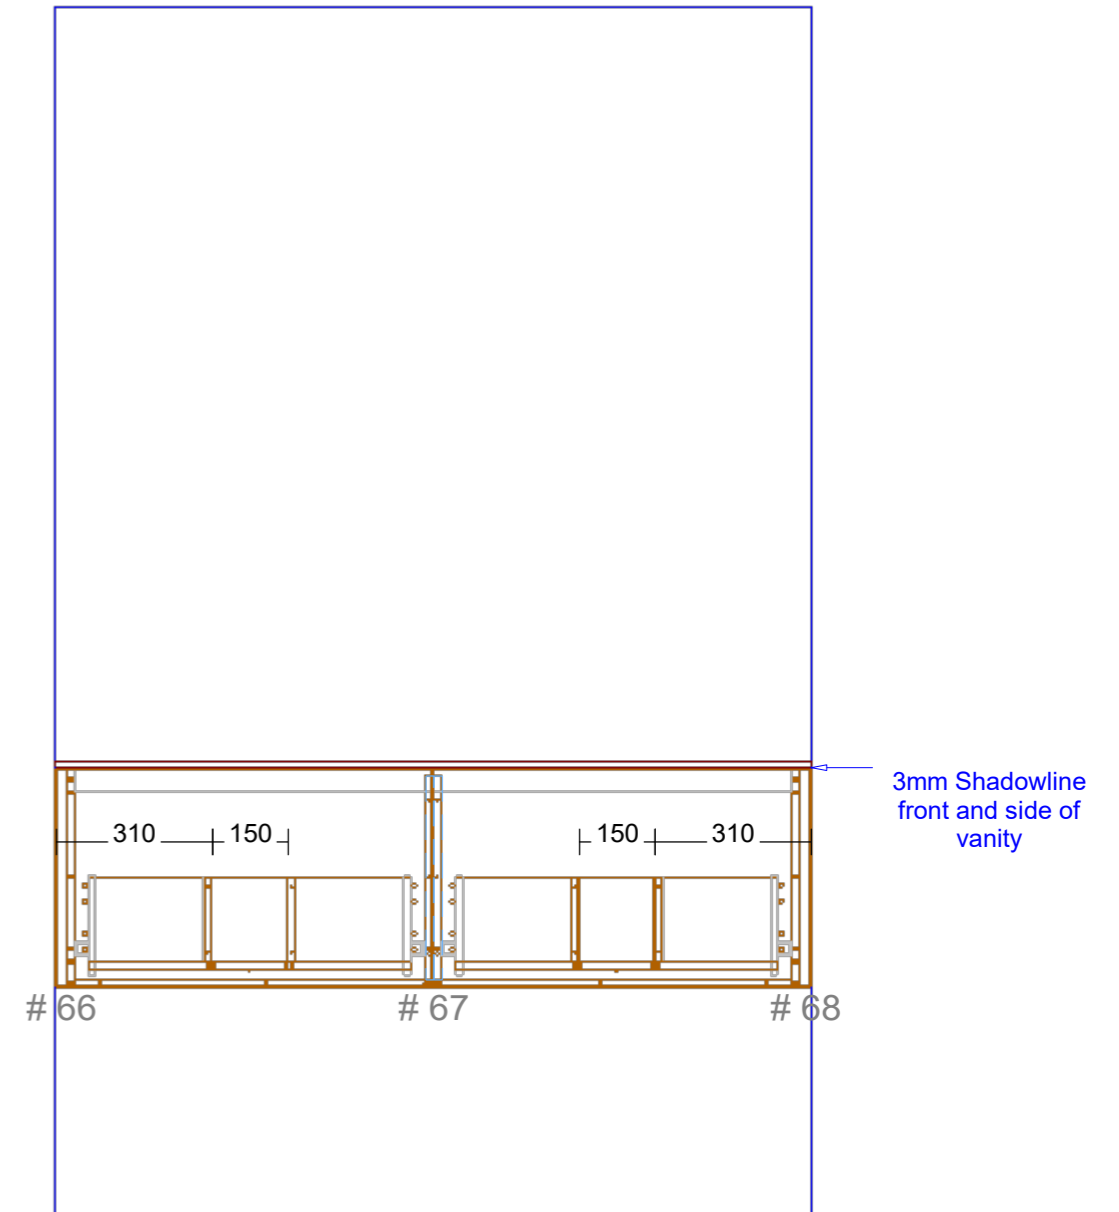 3mm Shadowline
front and side of
vanity
310 150 150 310
# 66 # 67 # 68